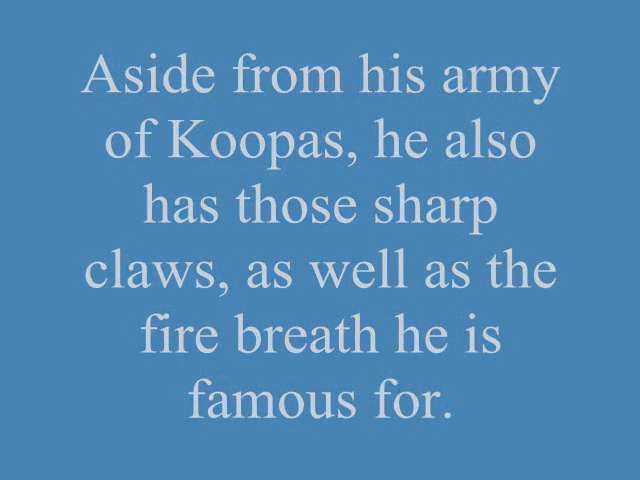 Aside from his army
of Koopas, he also
has those sharp
claws, as well as the
fire breath he is
famous for.